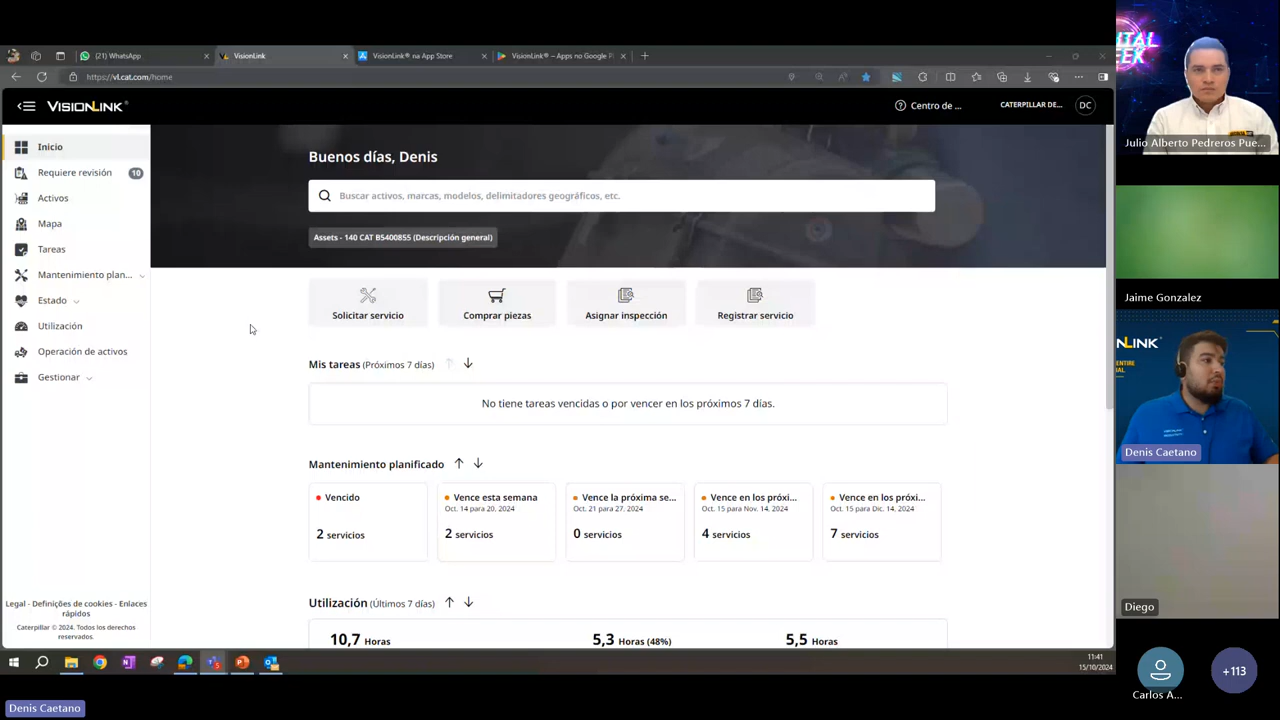 (21) WhatsApp
VisionLink
VisionLink® na App Store
VisionLink® – Apps no Google Pl
https://vl.cat.com/home
VISIONLINK®
Centro de ...
CATERPILLAR DE...
DC
Inicio
Requiere revisión 10
Activos
Mapa
Tareas
Mantenimiento plan...
Estado
Utilización
Operación de activos
Gestionar
Legal - Definições de cookies - Enlaces
rápidos
Caterpillar © 2024. Todos los derechos
reservados.
Buenos días, Denis
Buscar activos, marcas, modelos, delimitadores geográficos, etc.
Assets - 140 CAT B5400855 (Descripción general)
Solicitar servicio
Comprar piezas
Asignar inspección
Registrar servicio
Mis tareas (Próximos 7 días)
No tiene tareas vencidas o por vencer en los próximos 7 días.
Mantenimiento planificado
Vencido
2 servicios
Vence esta semana
Oct. 14 para 20, 2024
2 servicios
Vence la próxima se...
Oct. 21 para 27, 2024
0 servicios
Vence en los próxi...
Oct. 15 para Nov. 14, 2024
4 servicios
Vence en los próxi...
Oct. 15 para Dic. 14, 2024
7 servicios
Utilización (Últimos 7 días)
10,7 Horas
5,3 Horas (48%)
5,5 Horas
11:41
15/10/2024
Denis Caetano
Julio Alberto Pedreros Pue...
Jaime Gonzalez
Denis Caetano
Diego
Carlos A...
+113